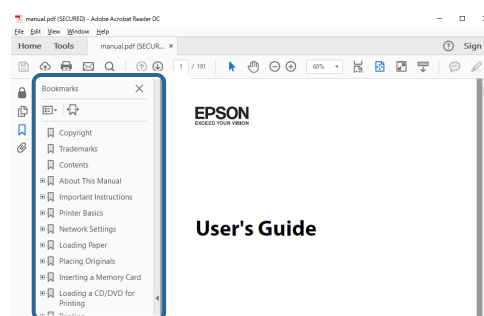 manual.pdf (SECURED) - Adobe Acrobat Reader DC
File Edit View Window Help
Home Tools manual.pdf (SECUR... × ? Sign
1 / 191 68%
Bookmarks
EPSON
EXCEED YOUR VISION
Copyright
Trademarks
Contents
About This Manual
Important Instructions
Printer Basics
Network Settings
User's Guide
Loading Paper
Placing Originals
Inserting a Memory Card
Loading a CD/DVD for
Printing